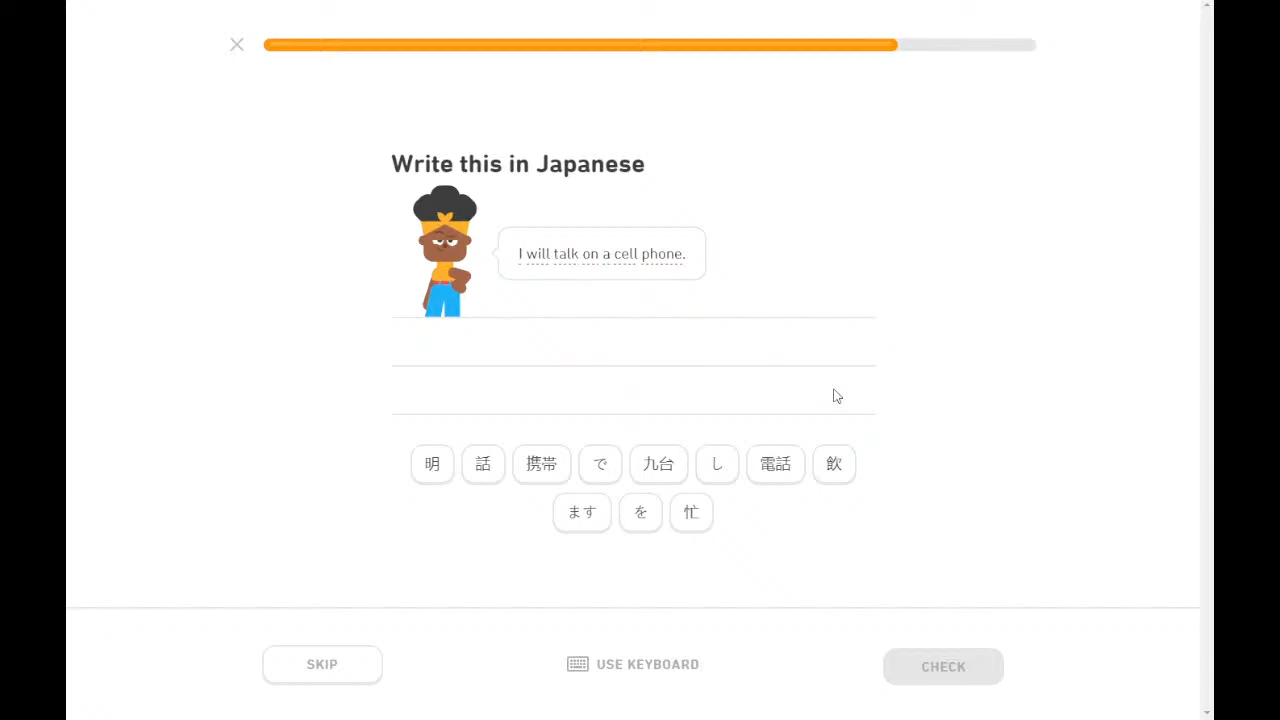 Write this in Japanese
I will talk on a cell phone.
明 話 携帯 で 九台 し 電話 飲
ます を 忙
SKIP USE KEYBOARD CHECK